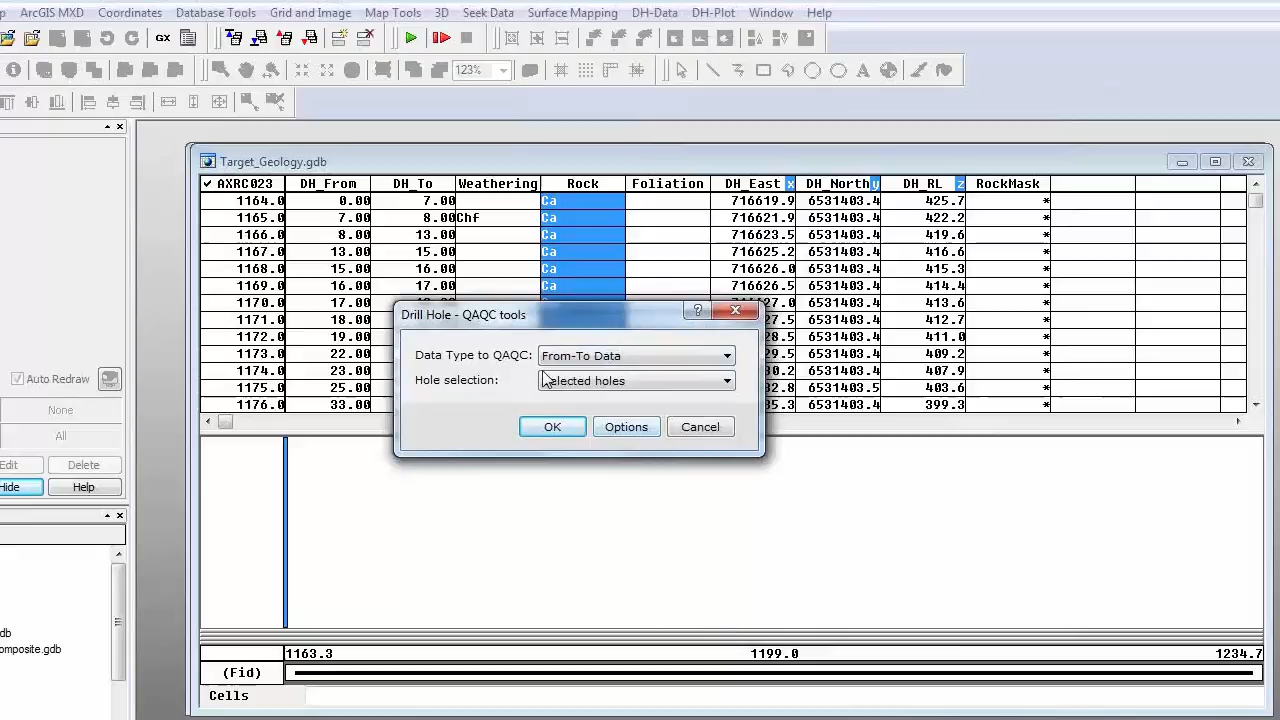 p ArcGIS MXD Coordinates Database Tools Grid and Image Map Tools 3D Seek Data Surface Mapping DH-Data DH-Plot Window Help
GX
123%
Target_Geology.gdb
AXRC023 DH_From DH_To Weathering Rock Foliation DH_East x DH_North y DH_RL z RockMask
1164.0 0.00 7.00 Ca 716619.9 6531403.4 425.7 *
1165.0 7.00 8.00 Chf Ca 716621.9 6531403.4 422.2 *
1166.0 8.00 13.00 Ca 716623.5 6531403.4 419.6 *
1167.0 13.00 15.00 Ca 716625.2 6531403.4 416.6 *
1168.0 15.00 16.00 Ca 716626.0 6531403.4 415.3 *
1169.0 16.00 17.00 Ca 716626.5 6531403.4 414.4 *
1170.0 17.00 6531403.4 413.6 *
1171.0 18.00 6531403.4 412.7 *
1172.0 19.00 6531403.4 411.0 *
1173.0 22.00 6531403.4 409.2 *
1174.0 23.00 6531403.4 407.9 *
1175.0 25.00 6531403.4 403.6 *
1176.0 33.00 6531403.4 399.3 *
Drill Hole - QAQC tools
Data Type to QAQC: From-To Data
Hole selection: elected holes
OK Options Cancel
Auto Redraw
None
All
Edit Delete
Hide Help
db
omposite.gdb
1163.3 1199.0 1234.7
(Fid)
Cells